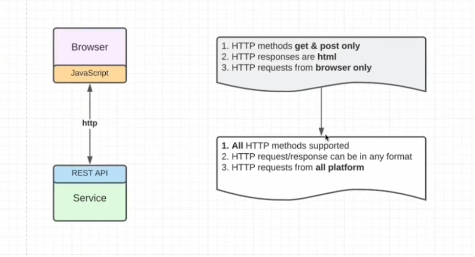 Browser
JavaScript
http
REST API
Service
1. HTTP methods get & post only
2. HTTP responses are html
3. HTTP requests from browser only
1. All HTTP methods supported
2. HTTP request/response can be in any format
3. HTTP requests from all platform